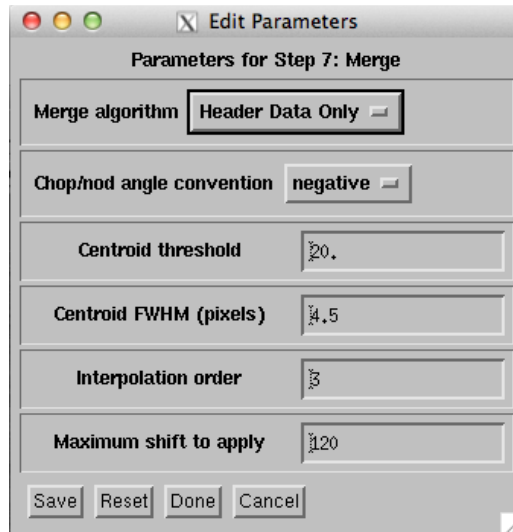 X Edit Parameters
Parameters for Step 7: Merge
Merge algorithm Header Data Only
Chop/nod angle convention negative
Centroid threshold 20.
Centroid FWHM (pixels) 4.5
Interpolation order 3
Maximum shift to apply 120
Save Reset Done Cancel